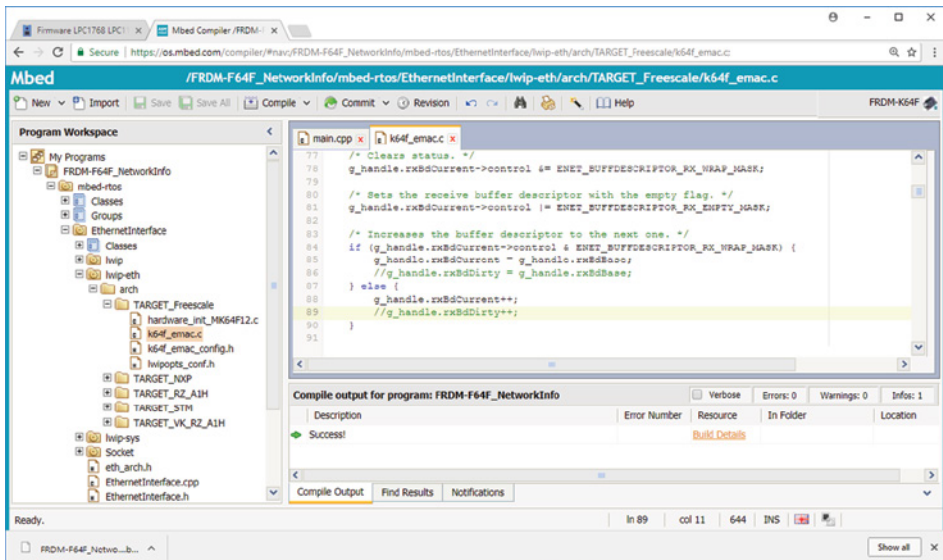 Firmware LPC1768 LPC11 Mbed Compiler /FRDM-F
Secure https://os.mbed.com/compiler/#nav:/FRDM-F64F_NetworkInfo/mbed-rtos/EthernetInterface/lwip-eth/arch/TARGET_Freescale/k64f_emac.c;
Mbed /FRDM-F64F_NetworkInfo/mbed-rtos/EthernetInterface/lwip-eth/arch/TARGET_Freescale/k64f_emac.c
New Import Save Save All Compile Commit Revision Help FRDM-K64F
Program Workspace
My Programs
FRDM-F64F_NetworkInfo
mbed-rtos
Classes
Groups
EthernetInterface
Classes
lwip
lwip-eth
arch
TARGET_Freescale
hardware_init_MK64F12.c
k64f_emac.c
k64f_emac_config.h
lwipopts_conf.h
TARGET_NXP
TARGET_RZ_A1H
TARGET_STM
TARGET_VK_RZ_A1H
lwip-sys
Socket
eth_arch.h
EthernetInterface.cpp
EthernetInterface.h
main.cpp x k64f_emac.c x
77 /* Clears status. */
78 g_handle.rxBdCurrent->control &= ENET_BUFFDESCRIPTOR_RX_WRAP_MASK;
79
80 /* Sets the receive buffer descriptor with the empty flag. */
81 g_handle.rxBdCurrent->control |= ENET_BUFFDESCRIPTOR_RX_EMPTY_MASK;
82
83 /* Increases the buffer descriptor to the next one. */
84 if (g_handle.rxBdCurrent->control & ENET_BUFFDESCRIPTOR_RX_WRAP_MASK) {
85 g_handle.rxBdCurrent = g_handle.rxBdBase;
86 //g_handle.rxBdDirty = g_handle.rxBdBase;
87 } else {
88 g_handle.rxBdCurrent++;
89 //g_handle.rxBdDirty++;
90 }
91
Compile output for program: FRDM-F64F_NetworkInfo Verbose Errors: 0 Warnings: 0 Infos: 1
Description Error Number Resource In Folder Location
Success! Build Details
Compile Output Find Results Notifications
Ready. ln 89 col 11 644 INS
FRDM-F64F_Netwo....b... Show all